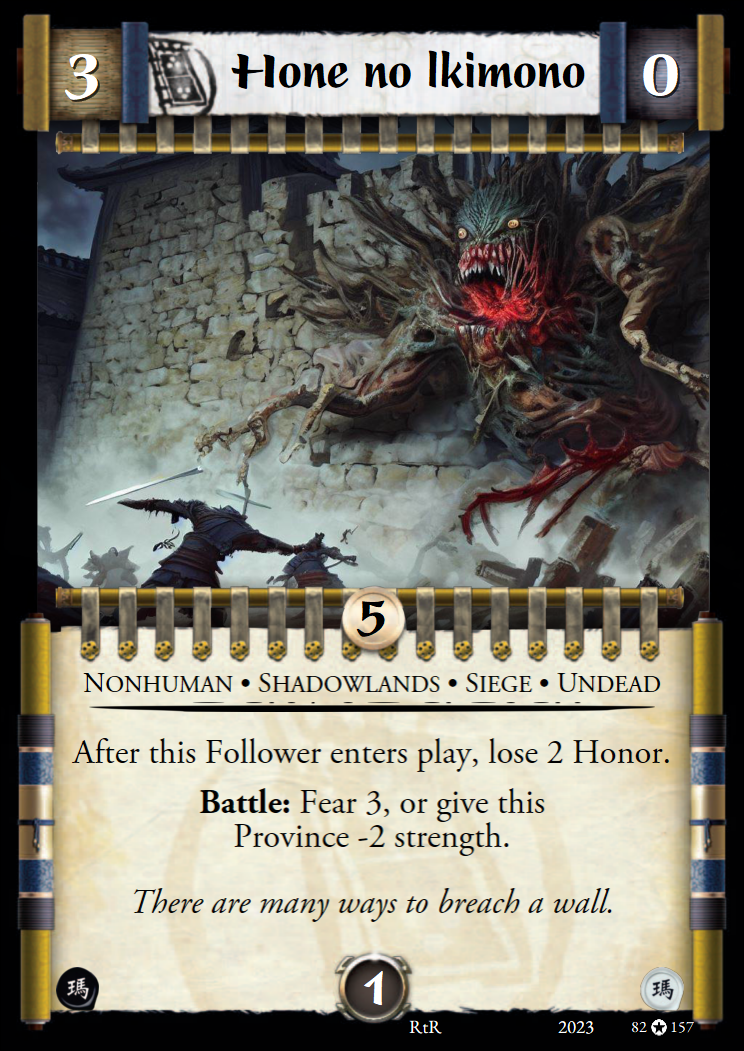 3 Hone no Ikimono 0
5
Nonhuman • Shadowlands • Siege • Undead
After this Follower enters play, lose 2 Honor.
Battle: Fear 3, or give this
Province -2 strength.
There are many ways to breach a wall.
瑪 1 瑪
RtR 2023 82 157